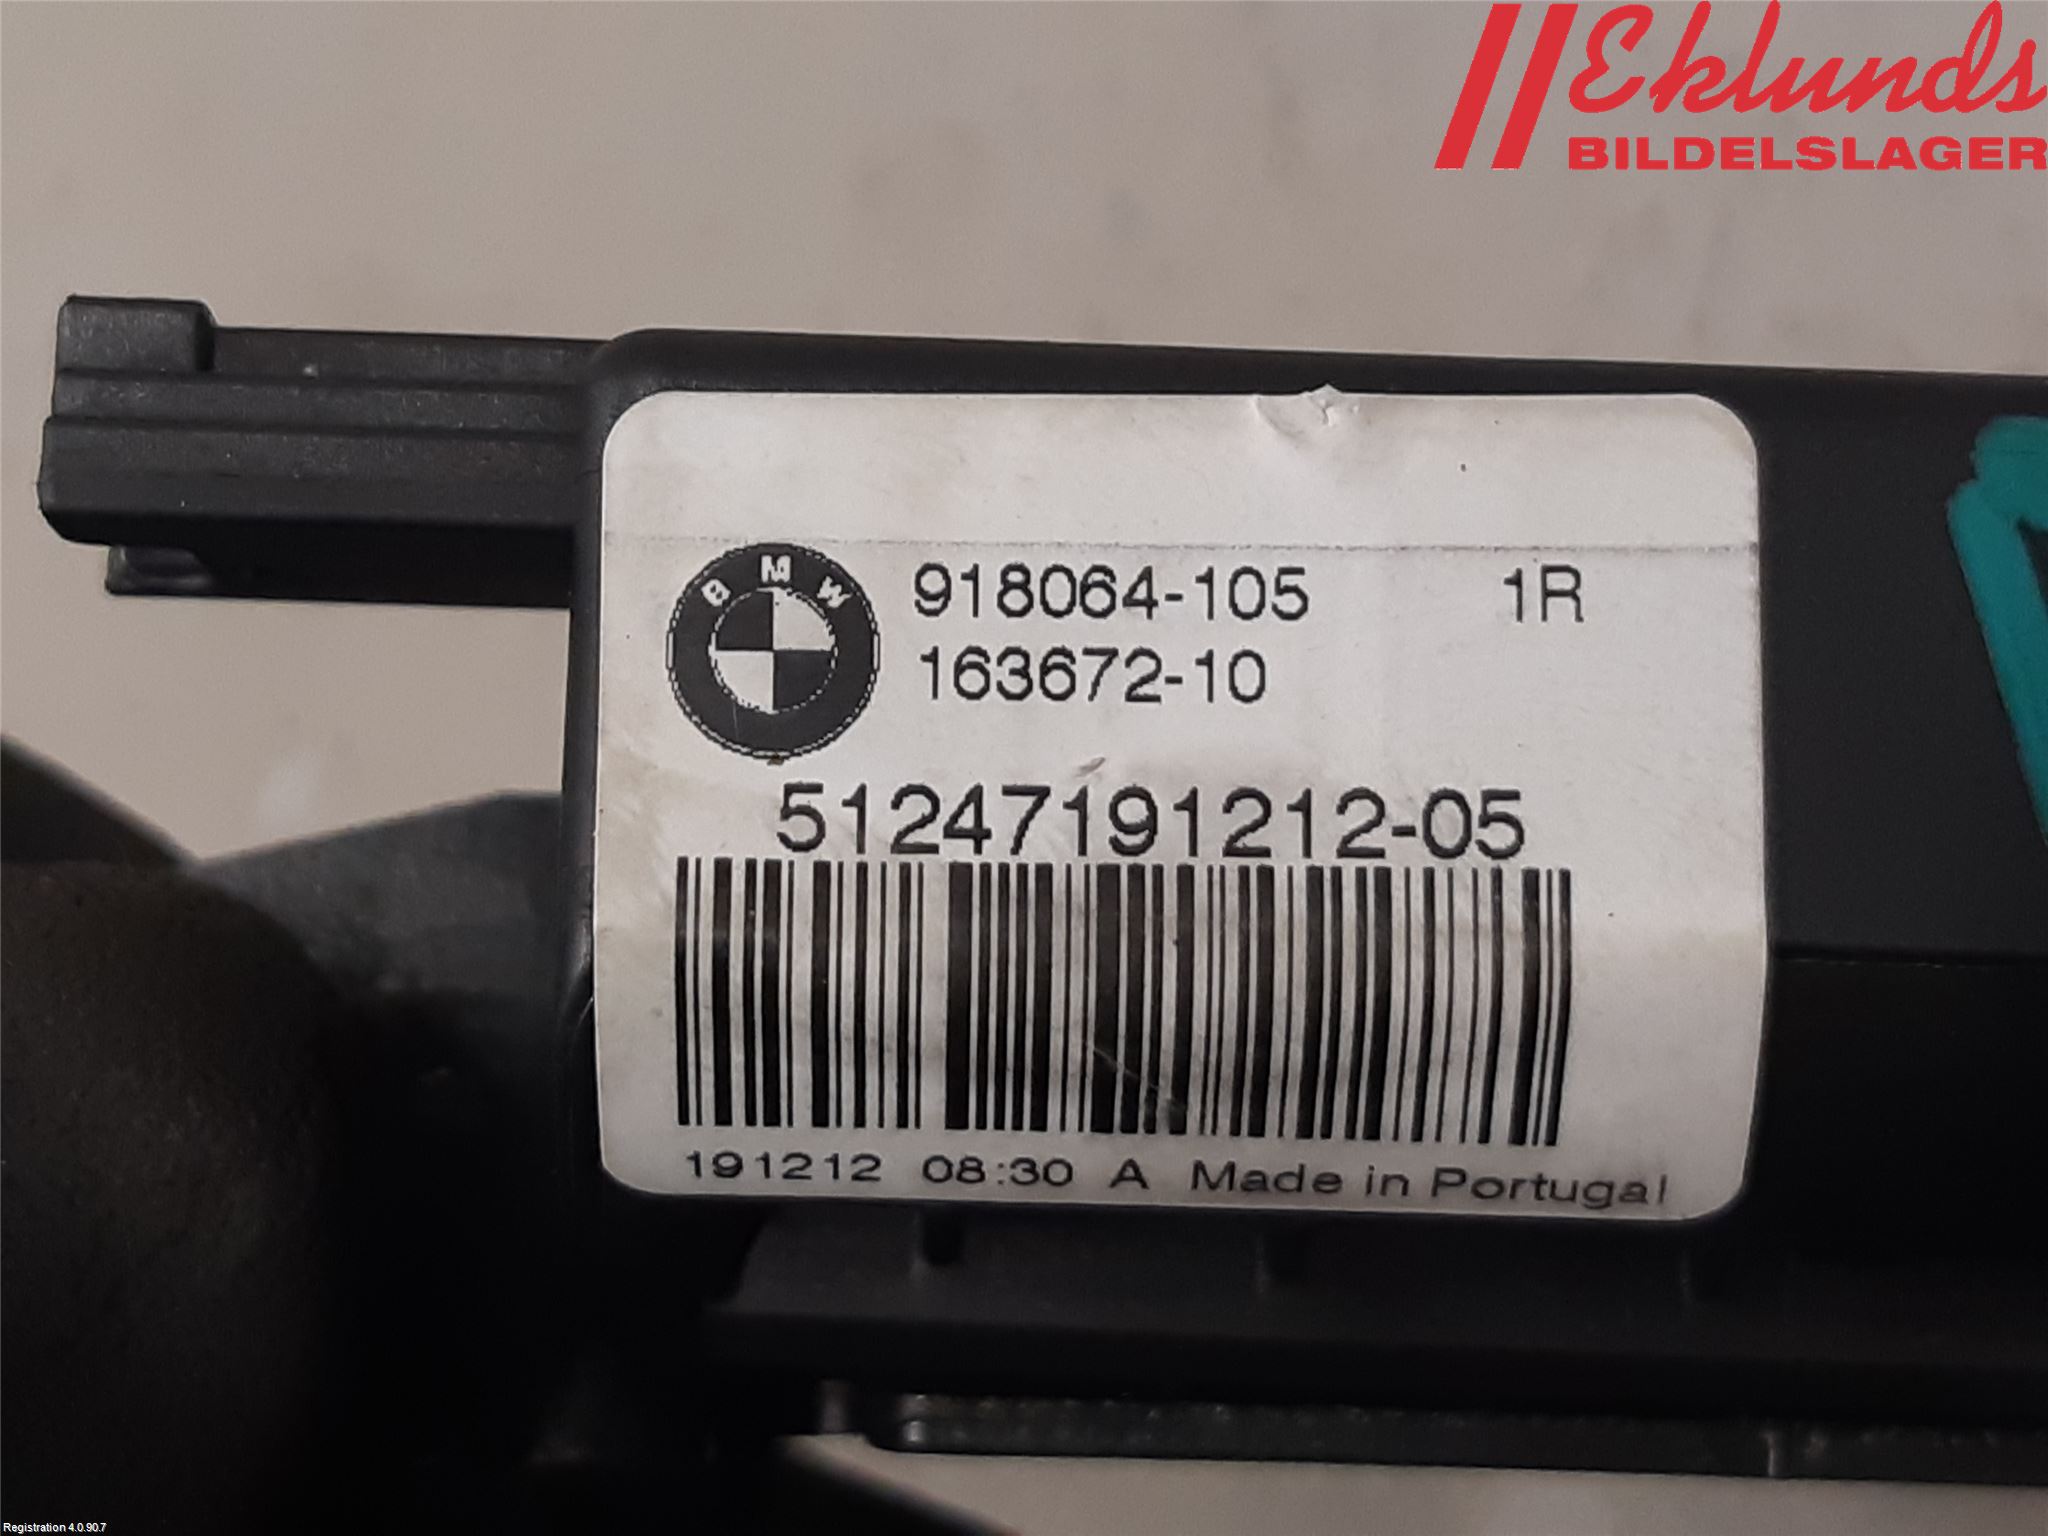 Eklunds
BILDELSLAGER
BMW
918064-105 1R
163672-10
51247191212-05
191212 08:30 A Made in Portugal
Registration 4.0.90.7